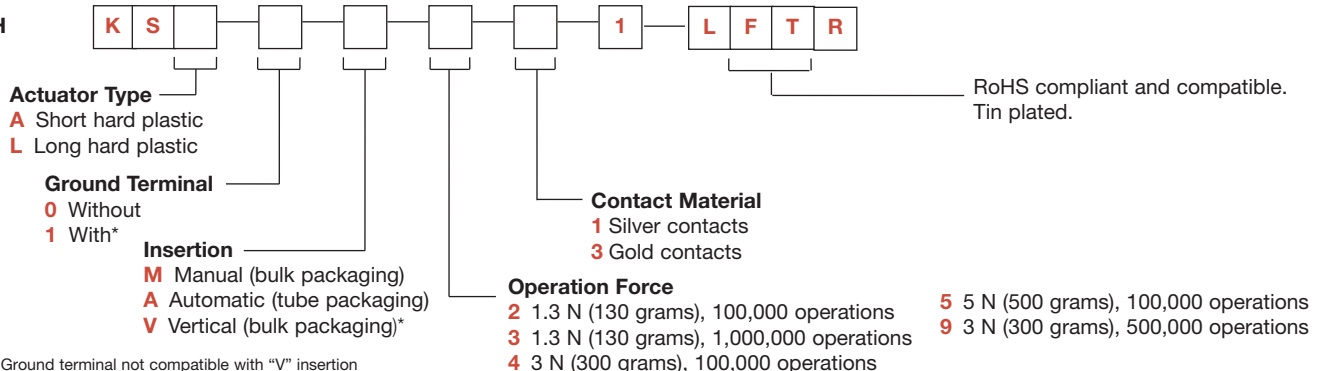 K S 1 L F T R
Actuator Type
A Short hard plastic
L Long hard plastic
RoHS compliant and compatible.
Tin plated.
Ground Terminal
0 Without
1 With*
Insertion
M Manual (bulk packaging)
A Automatic (tube packaging)
V Vertical (bulk packaging)*
Contact Material
1 Silver contacts
3 Gold contacts
Operation Force
2 1.3 N (130 grams), 100,000 operations
3 1.3 N (130 grams), 1,000,000 operations
4 3 N (300 grams), 100,000 operations
5 5 N (500 grams), 100,000 operations
9 3 N (300 grams), 500,000 operations
Ground terminal not compatible with “V” insertion